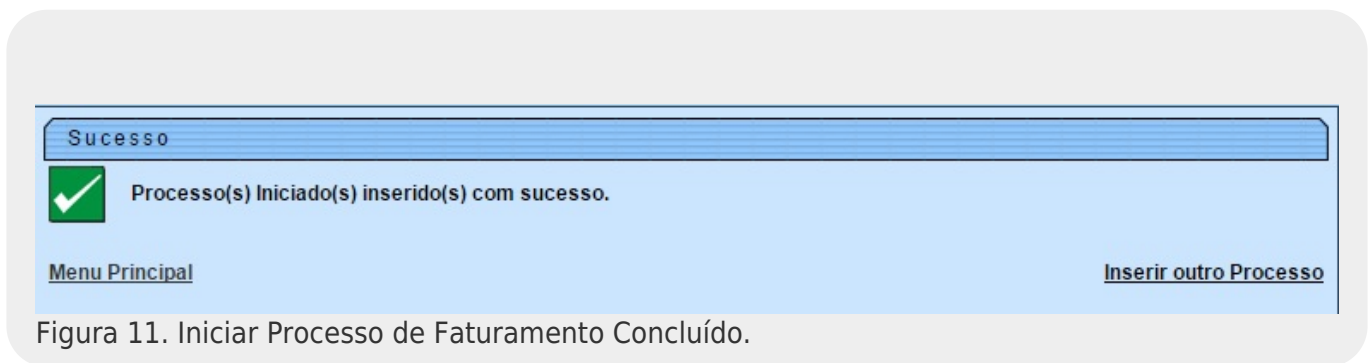 Sucesso
Processo(s) Iniciado(s) inserido(s) com sucesso.
Menu Principal
Inserir outro Processo
Figura 11. Iniciar Processo de Faturamento Concluído.